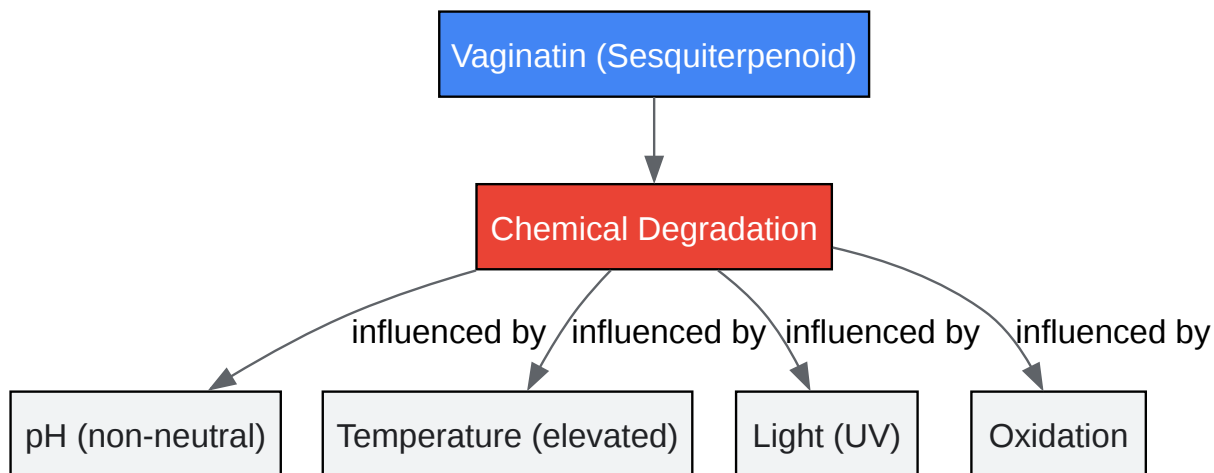 Vaginatin (Sesquiterpenoid)
Chemical Degradation
influenced by
influenced by
influenced by
influenced by
pH (non-neutral)
Temperature (elevated)
Light (UV)
Oxidation